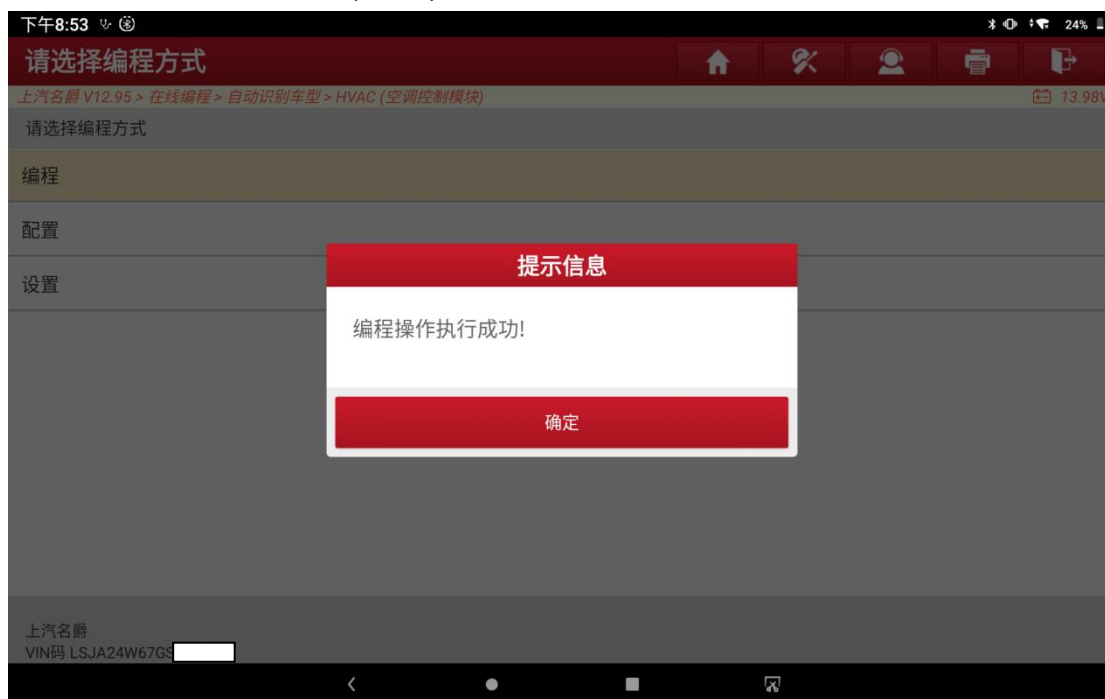 下午8:53
24%
请选择编程方式
上汽名爵 V12.95 > 在线编程 > 自动识别车型 > HVAC (空调控制模块)
13.98V
请选择编程方式
编程
配置
设置
提示信息
编程操作执行成功!
确定
上汽名爵
VIN码 LSJA24W67GS